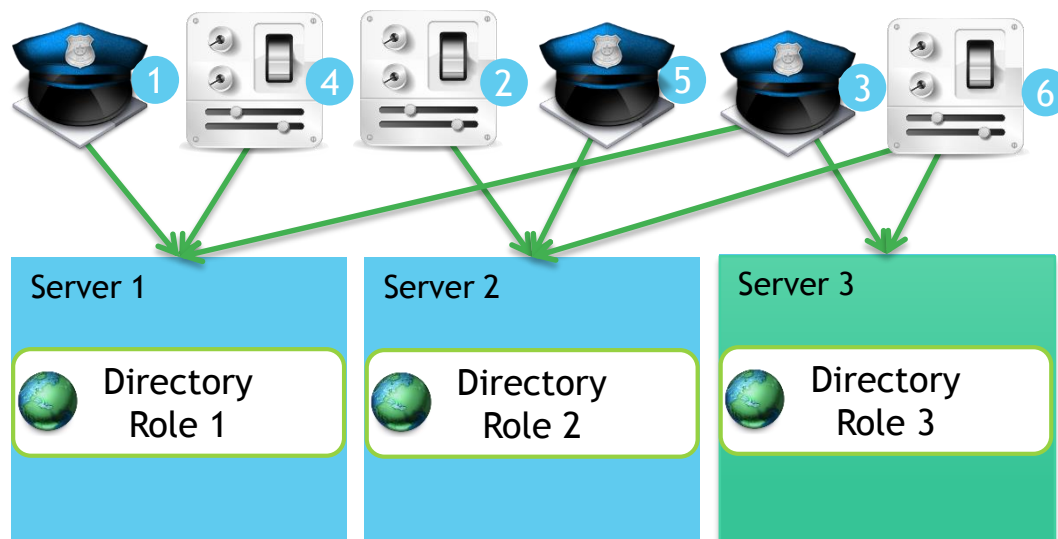 1
4
2
5
3
6
Server 1
Server 2
Server 3
Directory
Role 1
Directory
Role 2
Directory
Role 3